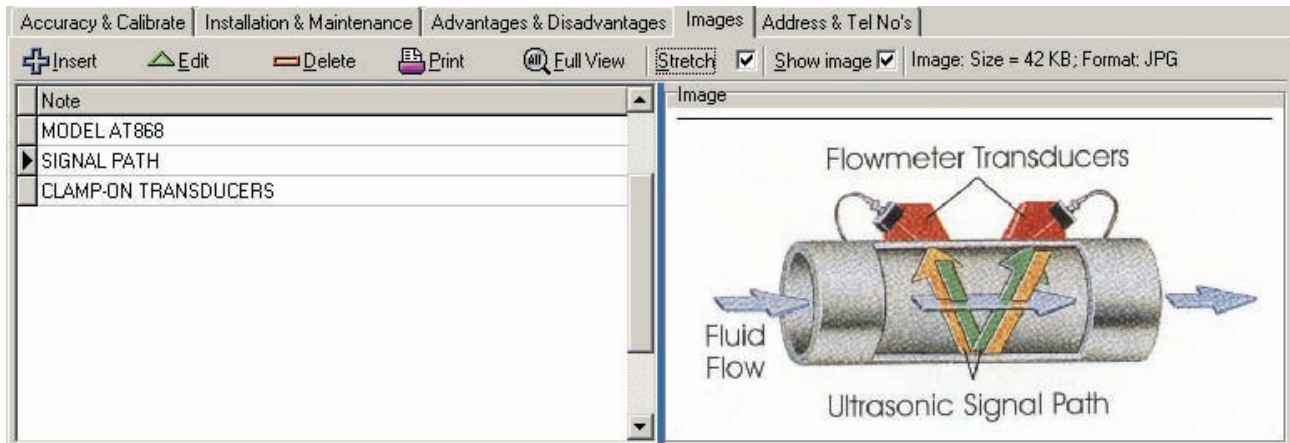 Accuracy & Calibrate Installation & Maintenance Advantages & Disadvantages Images Address & Tel No's
Insert Edit Delete Print All Full View Stretch Show image Image: Size = 42 KB; Format: JPG
Note
MODEL AT868
SIGNAL PATH
CLAMP-ON TRANSDUCERS
Image
Flowmeter Transducers
Fluid
Flow
Ultrasonic Signal Path